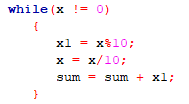 while(x != 0)
{
x1 = x%10;
x = x/10;
sum = sum + x1;
}